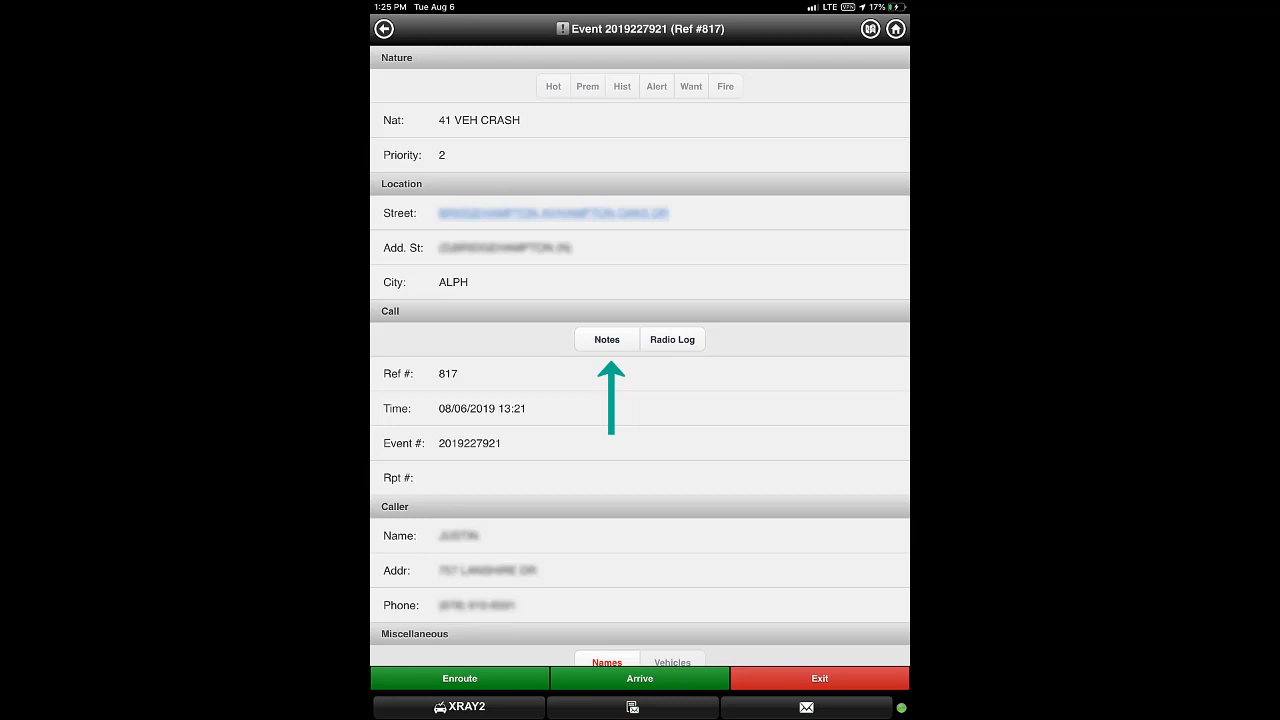 1:25 PM Tue Aug 6
LTE VPN 17%
Event 2019227921 (Ref #817)
Nature
Hot Prem Hist Alert Want Fire
Nat: 41 VEH CRASH
Priority: 2
Location
Street:
Add. St:
City: ALPH
Call
Notes Radio Log
Ref #: 817
Time: 08/06/2019 13:21
Event #: 2019227921
Rpt #:
Caller
Name:
Addr:
Phone:
Miscellaneous
Names Vehicles
Enroute Arrive Exit
XRAY2